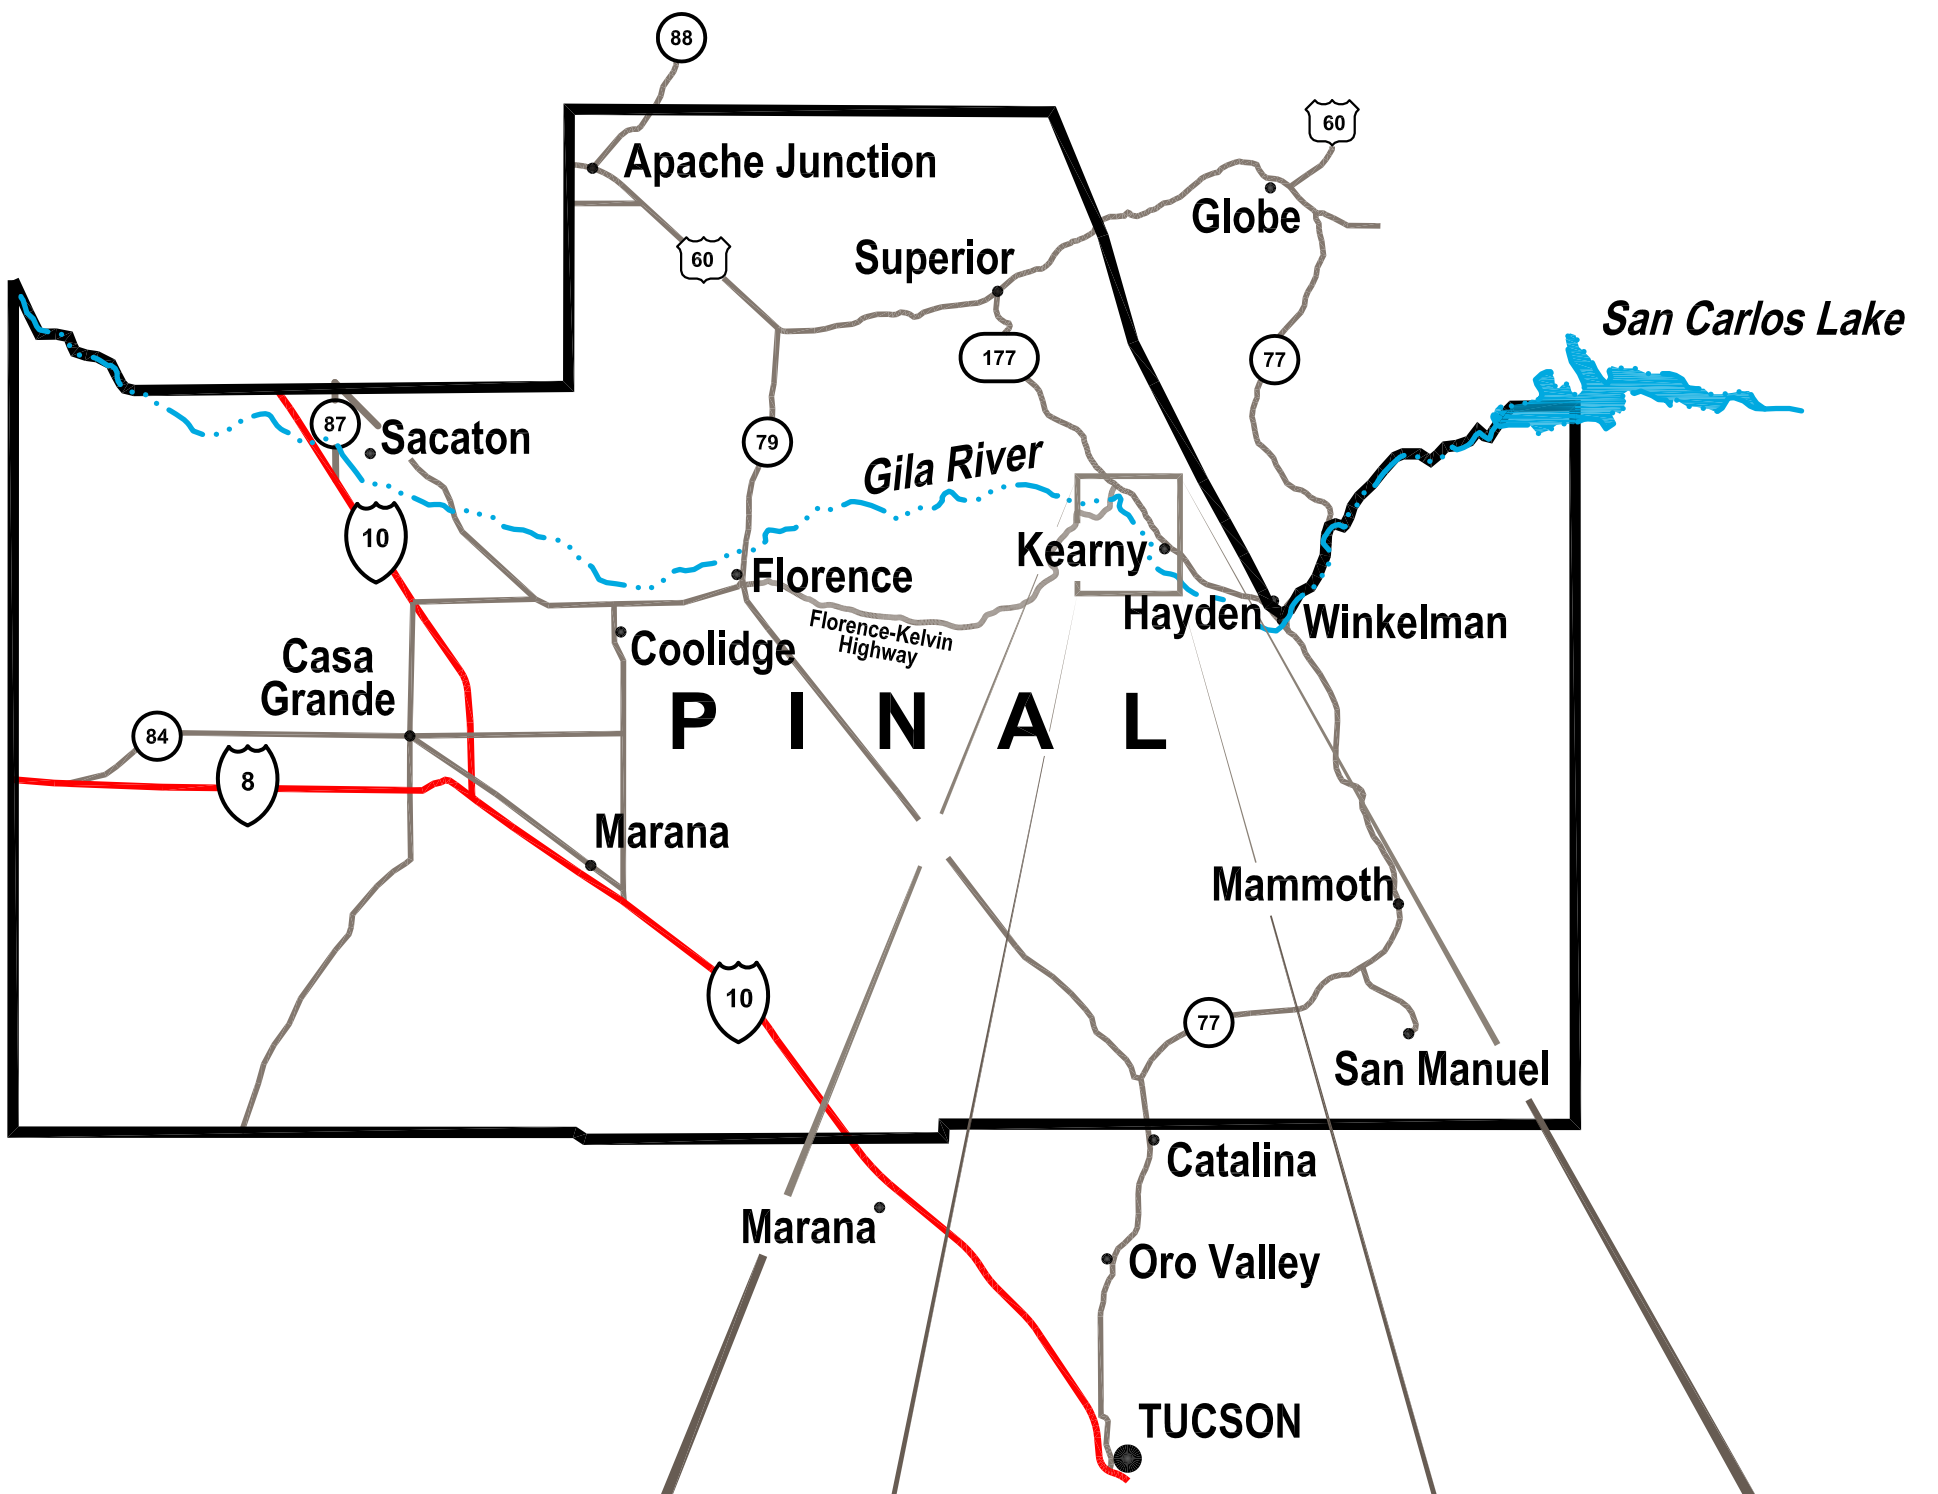 88
60
Apache Junction
Globe
60
Superior
San Carlos Lake
177
77
87
Sacaton
79
Gila River
10
Kearny
Florence
Hayden
Winkelman
Florence-Kelvin
Highway
Coolidge
Casa
Grande
PINAL
84
8
Marana
Mammoth
10
77
San Manuel
Catalina
Marana
Oro Valley
TUCSON